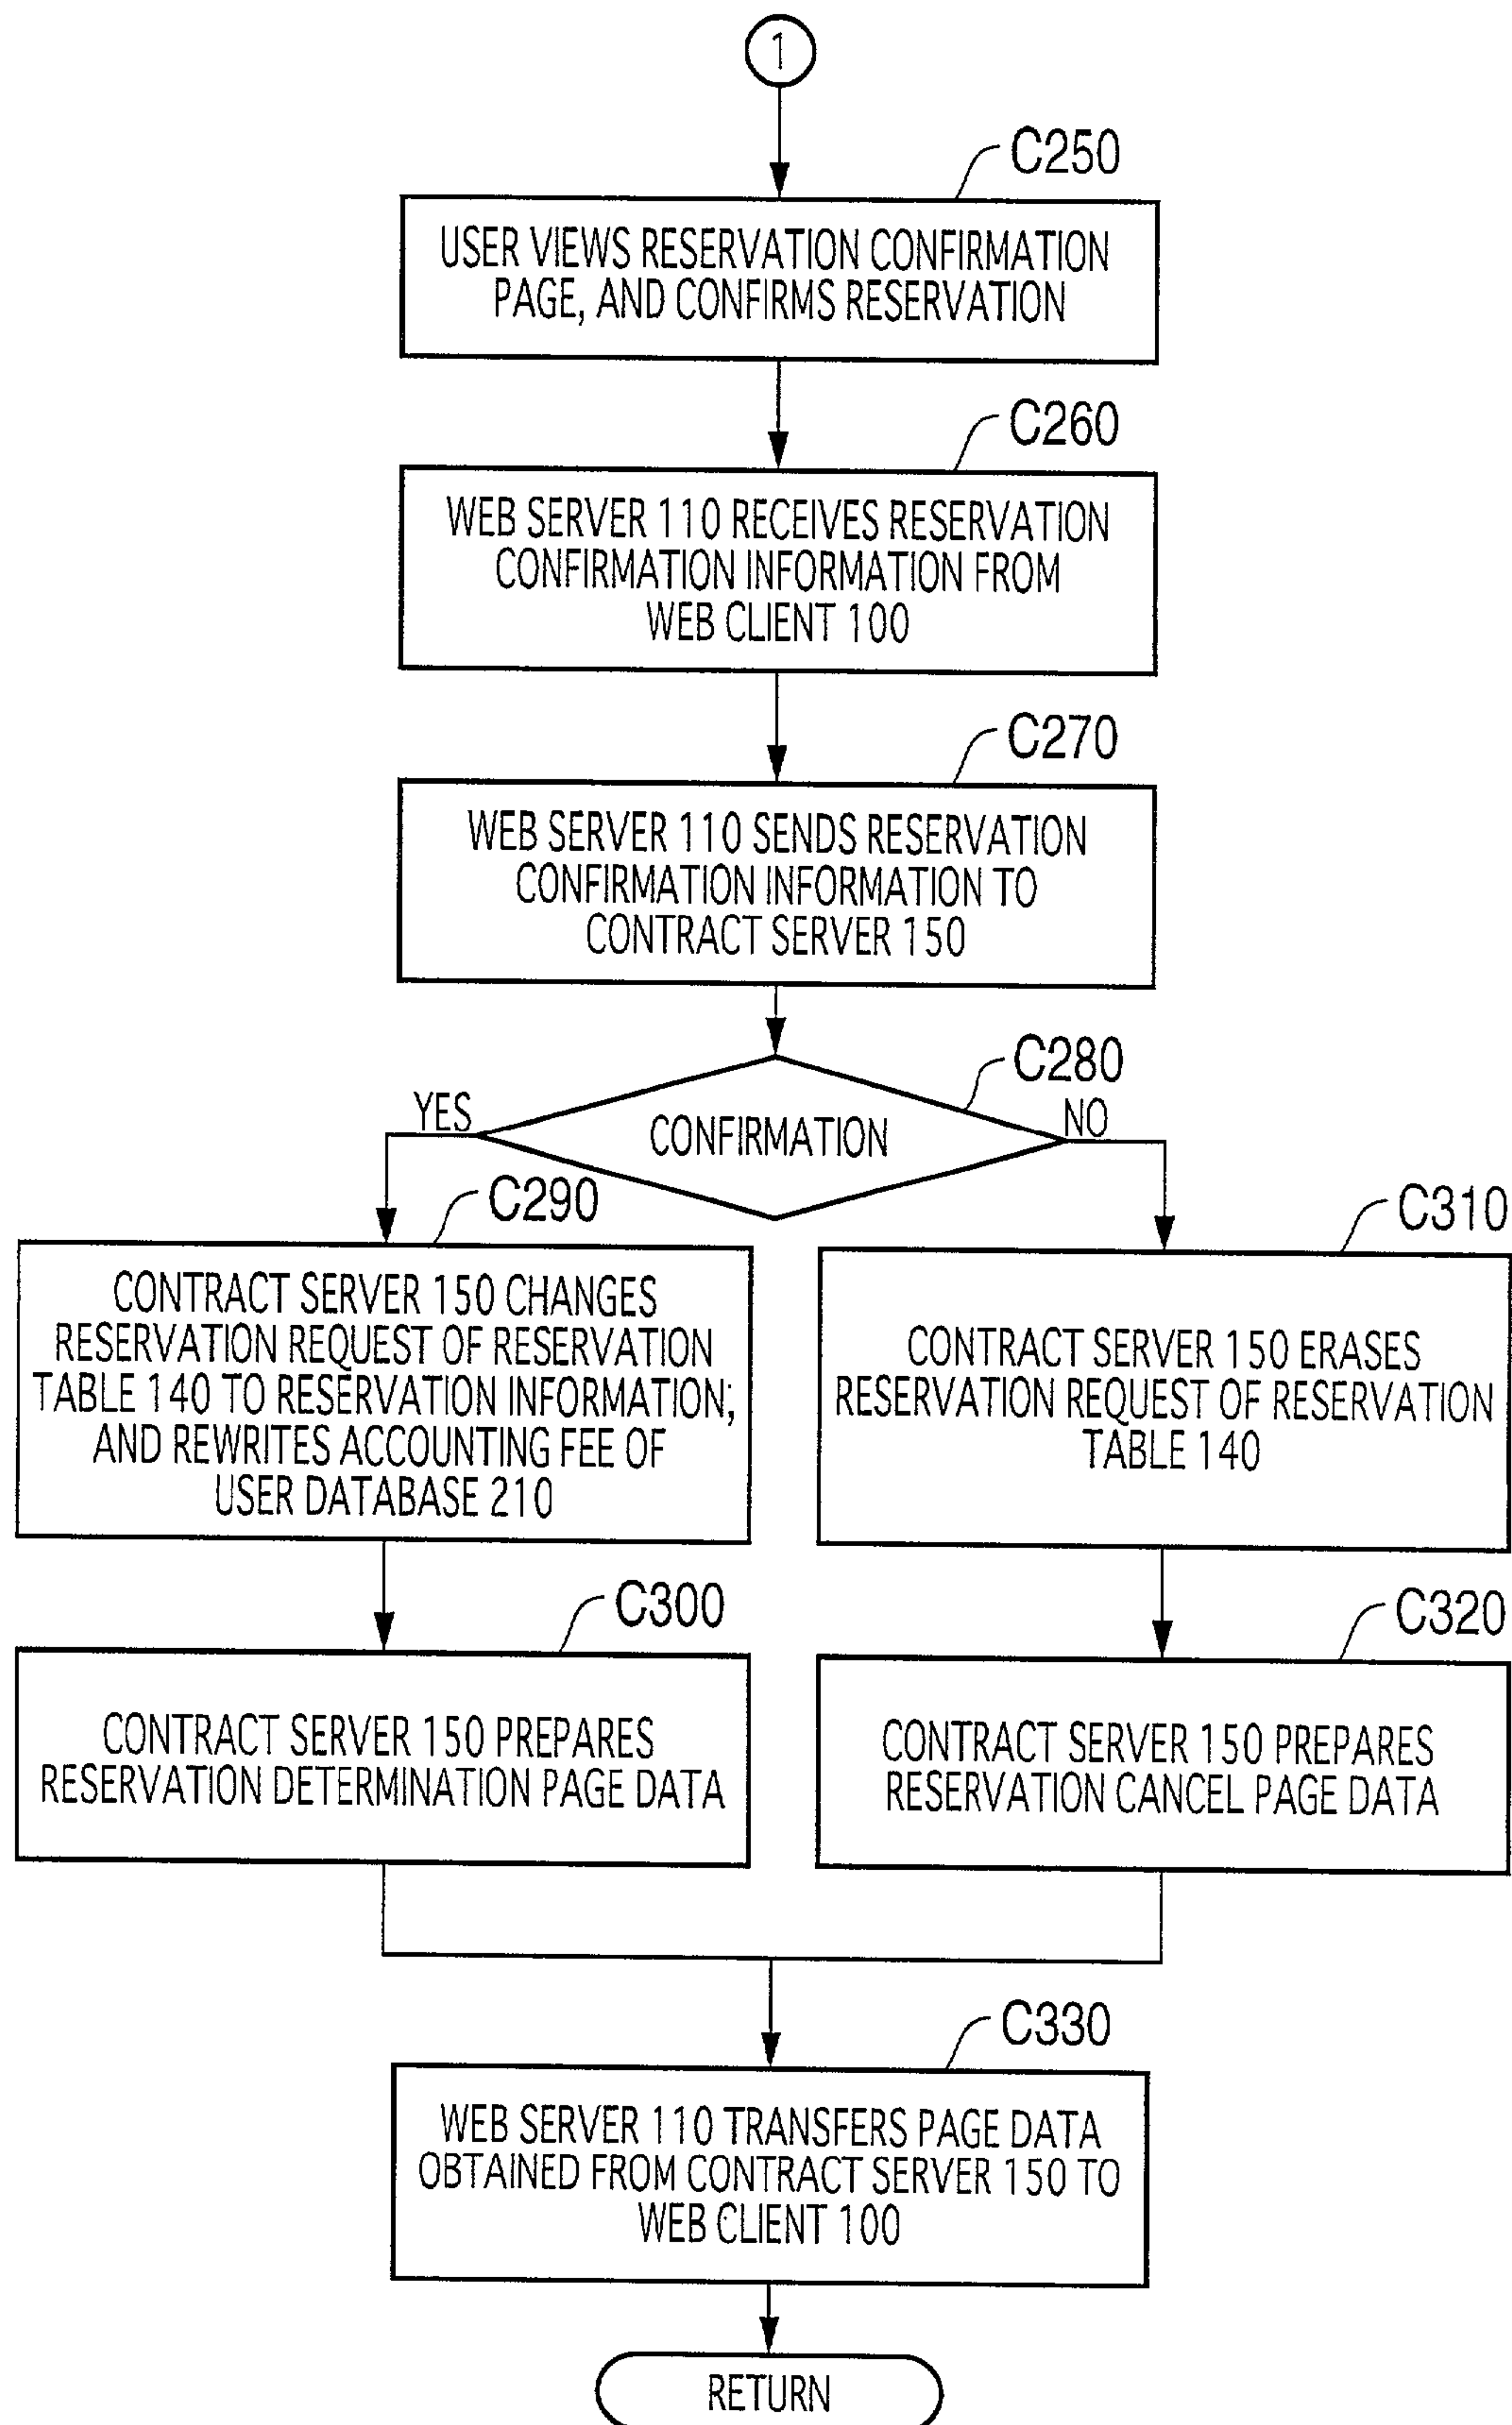 1
C250
USER VIEWS RESERVATION CONFIRMATION
PAGE, AND CONFIRMS RESERVATION
C260
WEB SERVER 110 RECEIVES RESERVATION
CONFIRMATION INFORMATION FROM
WEB CLIENT 100
C270
WEB SERVER 110 SENDS RESERVATION
CONFIRMATION INFORMATION TO
CONTRACT SERVER 150
C280
YES
CONFIRMATION
NO
C290
CONTRACT SERVER 150 CHANGES
RESERVATION REQUEST OF RESERVATION
TABLE 140 TO RESERVATION INFORMATION;
AND REWRITES ACCOUNTING FEE OF
USER DATABASE 210
C310
CONTRACT SERVER 150 ERASES
RESERVATION REQUEST OF RESERVATION
TABLE 140
C300
CONTRACT SERVER 150 PREPARES
RESERVATION DETERMINATION PAGE DATA
C320
CONTRACT SERVER 150 PREPARES
RESERVATION CANCEL PAGE DATA
C330
WEB SERVER 110 TRANSFERS PAGE DATA
OBTAINED FROM CONTRACT SERVER 150 TO
WEB CLIENT 100
RETURN